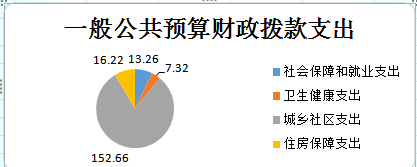 一般公共预算财政拨款支出
16.22
13.26
7.32
152.66
社会保障和就业支出
卫生健康支出
城乡社区支出
住房保障支出